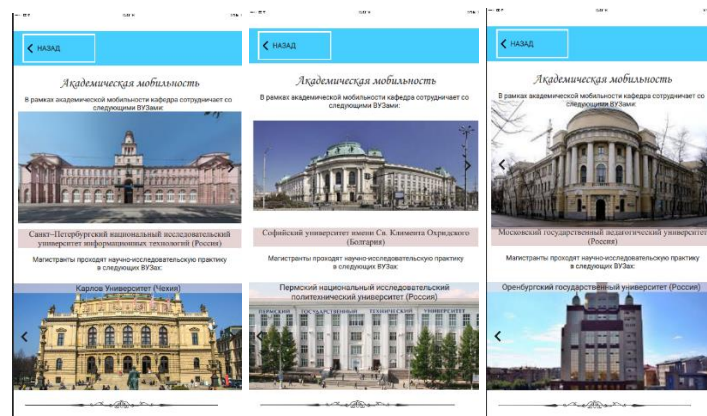 НАЗАД
Академическая мобильность
В рамках академической мобильности кафедра сотрудничает со
следующими ВУЗами:
Санкт-Петербургский национальный исследовательский
университет информационных технологий (Россия)
Магистранты проходят научно-исследовательскую практику
в следующих ВУЗах:
Карлов Университет (Чехия)
НАЗАД
Академическая мобильность
В рамках академической мобильности кафедра сотрудничает со
следующими ВУЗами:
Софийский университет имени Св. Климента Охридского
(Болгария)
Магистранты проходят научно-исследовательскую практику
в следующих ВУЗах:
Пермский национальный исследовательский
политехнический университет (Россия)
ПЕРМСКИЙ ГОСУДАРСТВЕННЫЙ ТЕХНИЧЕСКИЙ УНИВЕРСИТЕТ
НАЗАД
Академическая мобильность
В рамках академической мобильности кафедра сотрудничает со
следующими ВУЗами:
Московский государственный педагогический университет
(Россия)
Магистранты проходят научно-исследовательскую практику
в следующих ВУЗах:
Оренбургский государственный университет (Россия)